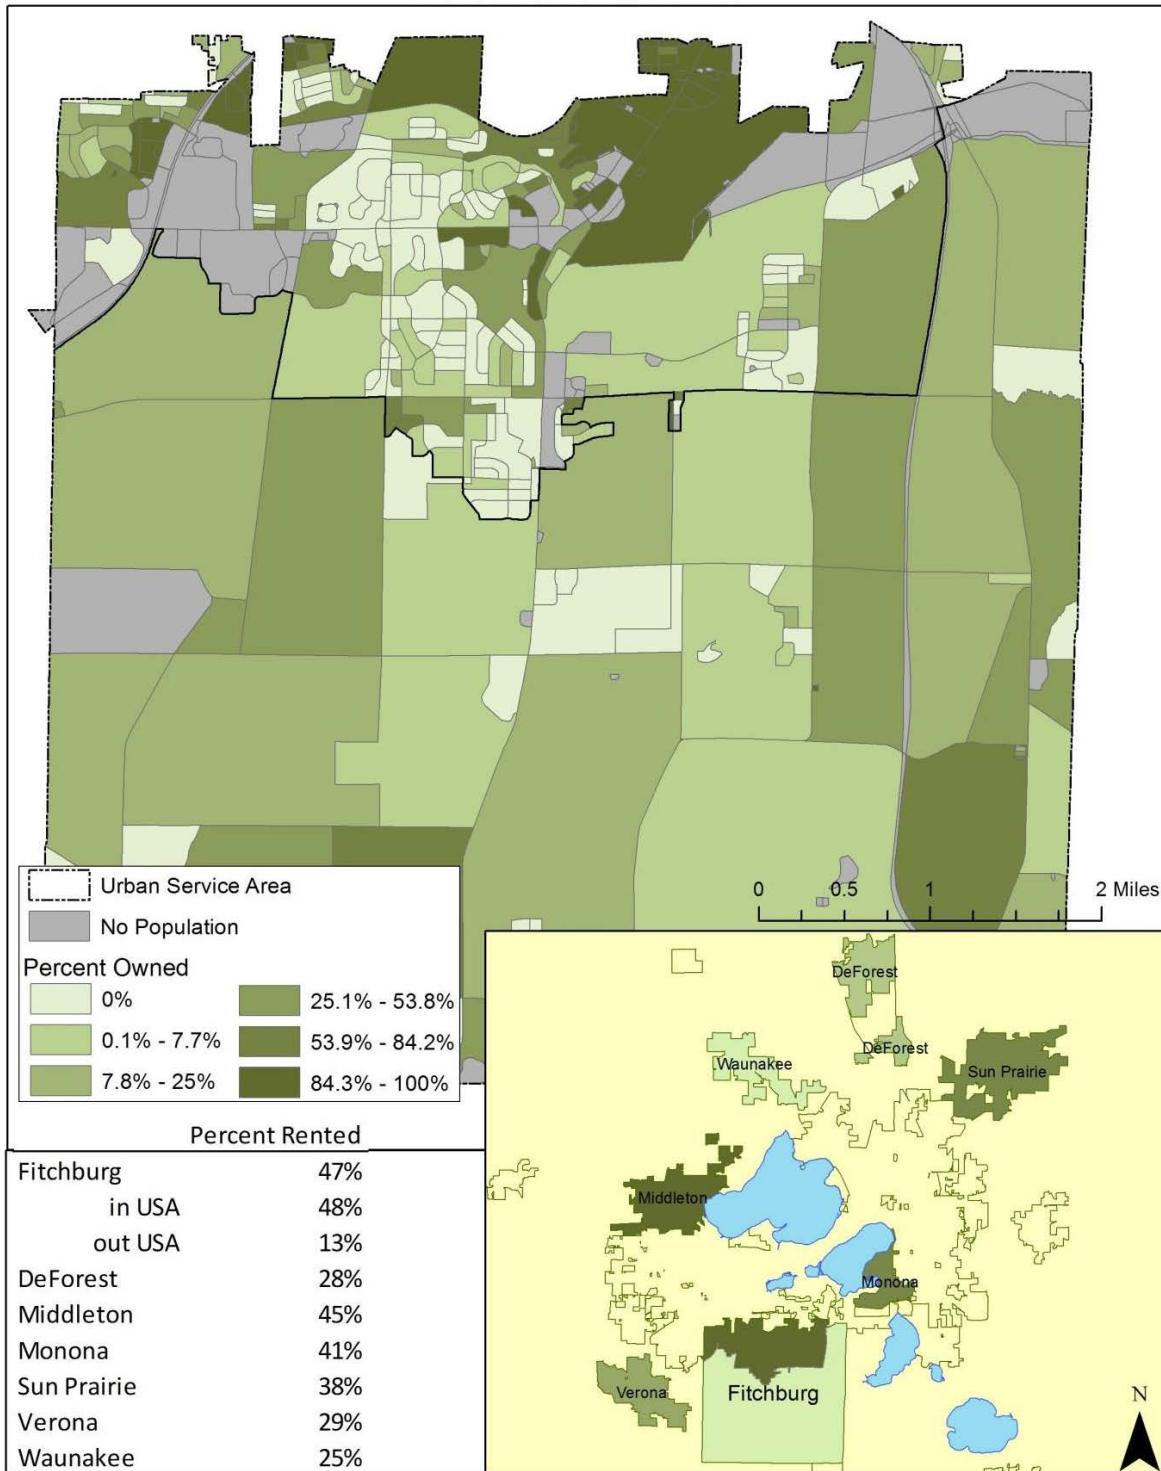 0 0.5 1 2 Miles
Urban Service Area
No Population
Percent Owned
0% 25.1% - 53.8%
0.1% - 7.7% 53.9% - 84.2%
7.8% - 25% 84.3% - 100%
Percent Rented
Fitchburg 47%
in USA 48%
out USA 13%
DeForest 28%
Middleton 45%
Monona 41%
Sun Prairie 38%
Verona 29%
Waunakee 25%
DeForest
DeForest
Waunakee
Sun Prairie
Middleton
Monona
Verona
Fitchburg
N